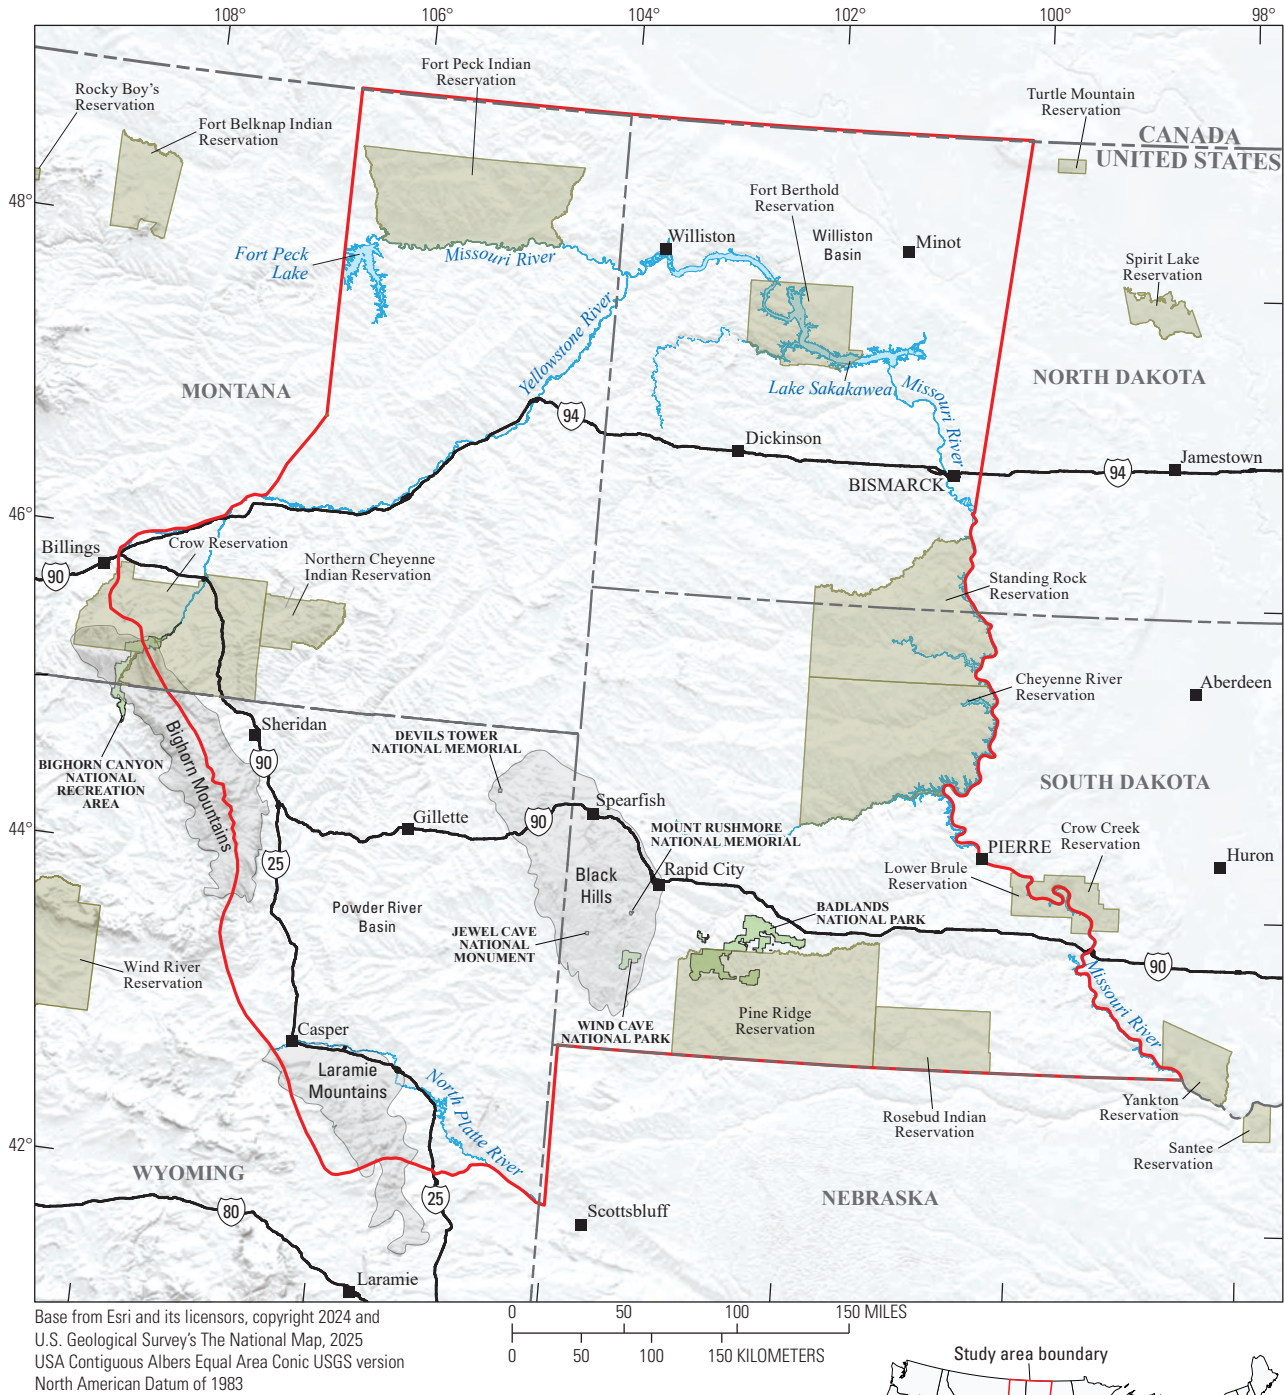 108°
106°
104°
102°
100°
98°
Fort Peck Indian
Reservation
Rocky Boy's
Reservation
Fort Belknap Indian
Reservation
Turtle Mountain
Reservation
CANADA
UNITED STATES
48°
Fort Berthold
Reservation
Williston
Williston
Basin
Minot
Fort Peck
Lake
Missouri River
Spirit Lake
Reservation
Yellowstone River
MONTANA
Lake Sakakawea
Missouri River
NORTH DAKOTA
94
Dickinson
BISMARCK
94
Jamestown
46°
Billings
90
Crow Reservation
Northern Cheyenne
Indian Reservation
Standing Rock
Reservation
Cheyenne River
Reservation
Aberdeen
Sheridan
Bighorn Mountains
90
DEVILS TOWER
NATIONAL MEMORIAL
BIGHORN CANYON
NATIONAL
RECREATION
AREA
SOUTH DAKOTA
44°
Gillette
90
Spearfish
MOUNT RUSHMORE
NATIONAL MEMORIAL
Crow Creek
Reservation
PIERRE
Huron
25
Black
Hills
Rapid City
Lower Brule
Reservation
Powder River
Basin
BADLANDS
NATIONAL PARK
JEWEL CAVE
NATIONAL
MONUMENT
Wind River
Reservation
90
Missouri River
Pine Ridge
Reservation
WIND CAVE
NATIONAL PARK
Casper
Laramie
Mountains
North Platte River
Rosebud Indian
Reservation
Yankton
Reservation
42°
Santee
Reservation
WYOMING
25
NEBRASKA
80
Scottsbluff
Laramie
Base from Esri and its licensors, copyright 2024 and
U.S. Geological Survey's The National Map, 2025
USA Contiguous Albers Equal Area Conic USGS version
North American Datum of 1983
0 50 100 150 MILES
0 50 100 150 KILOMETERS
Study area boundary